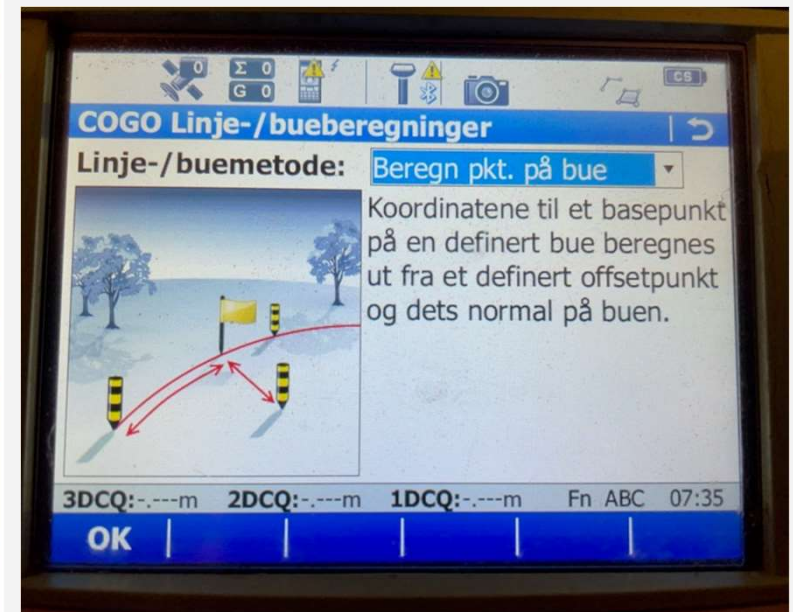 0 Σ 0 CS
G 0
COGO Linje-/bueberegninger
Linje-/buemetode: Beregn pkt. på bue
Koordinatene til et basepunkt
på en definert bue beregnes
ut fra et definert offsetpunkt
og dets normal på buen.
3DCQ:-.---m 2DCQ:-.---m 1DCQ:-.---m Fn ABC 07:35
OK